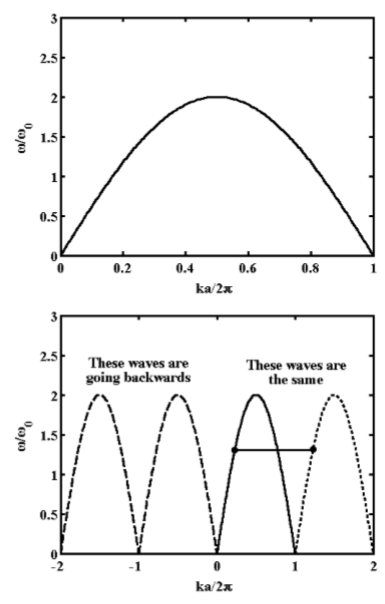 3
2.5
2
1.5
1
0.5
0
ω/ω0
0 0.2 0.4 0.6 0.8 1
ka/2π
3
2.5
2
1.5
1
0.5
0
ω/ω0
These waves are These waves are
going backwards the same
-2 -1 0 1 2
ka/2π